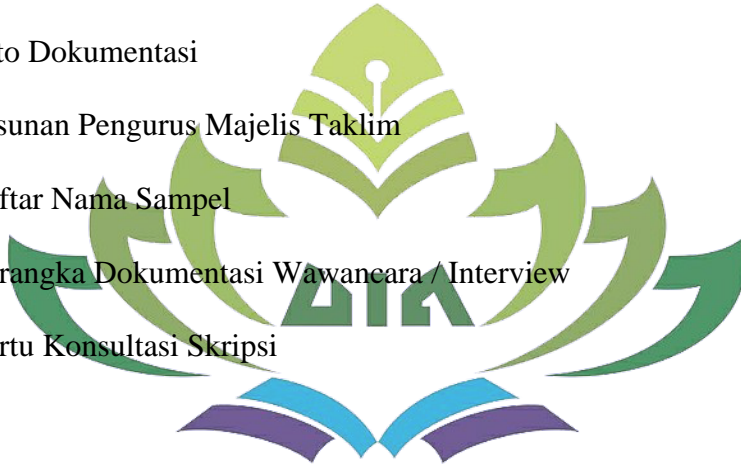 to Dokumentasi
sunan Pengurus Majelis Taklim
ftar Nama Sampel
rangka Dokumentasi Wawancara / Interview
rtu Konsultasi Skripsi